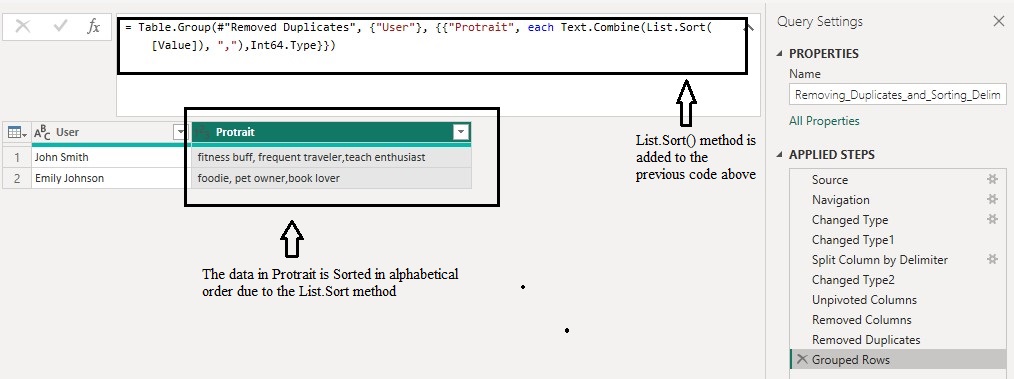 fx = Table.Group(#"Removed Duplicates", {"User"}, {{"Protrait", each Text.Combine(List.Sort(
[Value]), ","),Int64.Type}})
ABC User Protrait
1 John Smith fitness buff, frequent traveler,teach enthusiast
2 Emily Johnson foodie, pet owner,book lover
List.Sort() method is
added to the
previous code above
The data in Protrait is Sorted in alphabetical
order due to the List.Sort method
Query Settings
PROPERTIES
Name
Removing_Duplicates_and_Sorting_Delim
All Properties
APPLIED STEPS
Source
Navigation
Changed Type
Changed Type1
Split Column by Delimiter
Changed Type2
Unpivoted Columns
Removed Columns
Removed Duplicates
Grouped Rows